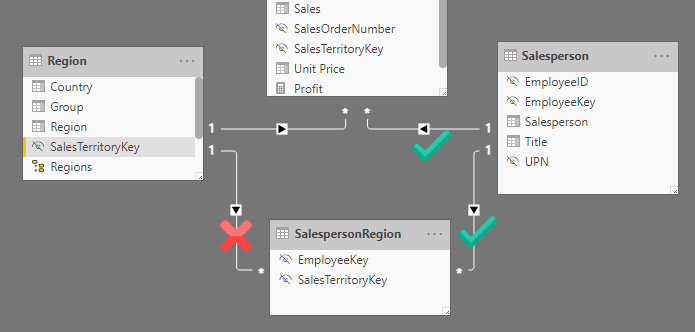 Sales
SalesOrderNumber
SalesTerritoryKey
Unit Price
Profit
Region
Country
Group
Region
SalesTerritoryKey
Regions
Salesperson
EmployeeID
EmployeeKey
Salesperson
Title
UPN
* *
1 1
1 1
SalespersonRegion
* *
EmployeeKey
SalesTerritoryKey